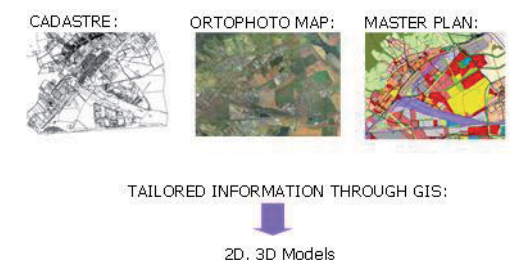 CADASTRE:
ORTOPHOTO MAP:
MASTER PLAN:
TAILORED INFORMATION THROUGH GIS:
2D, 3D Models